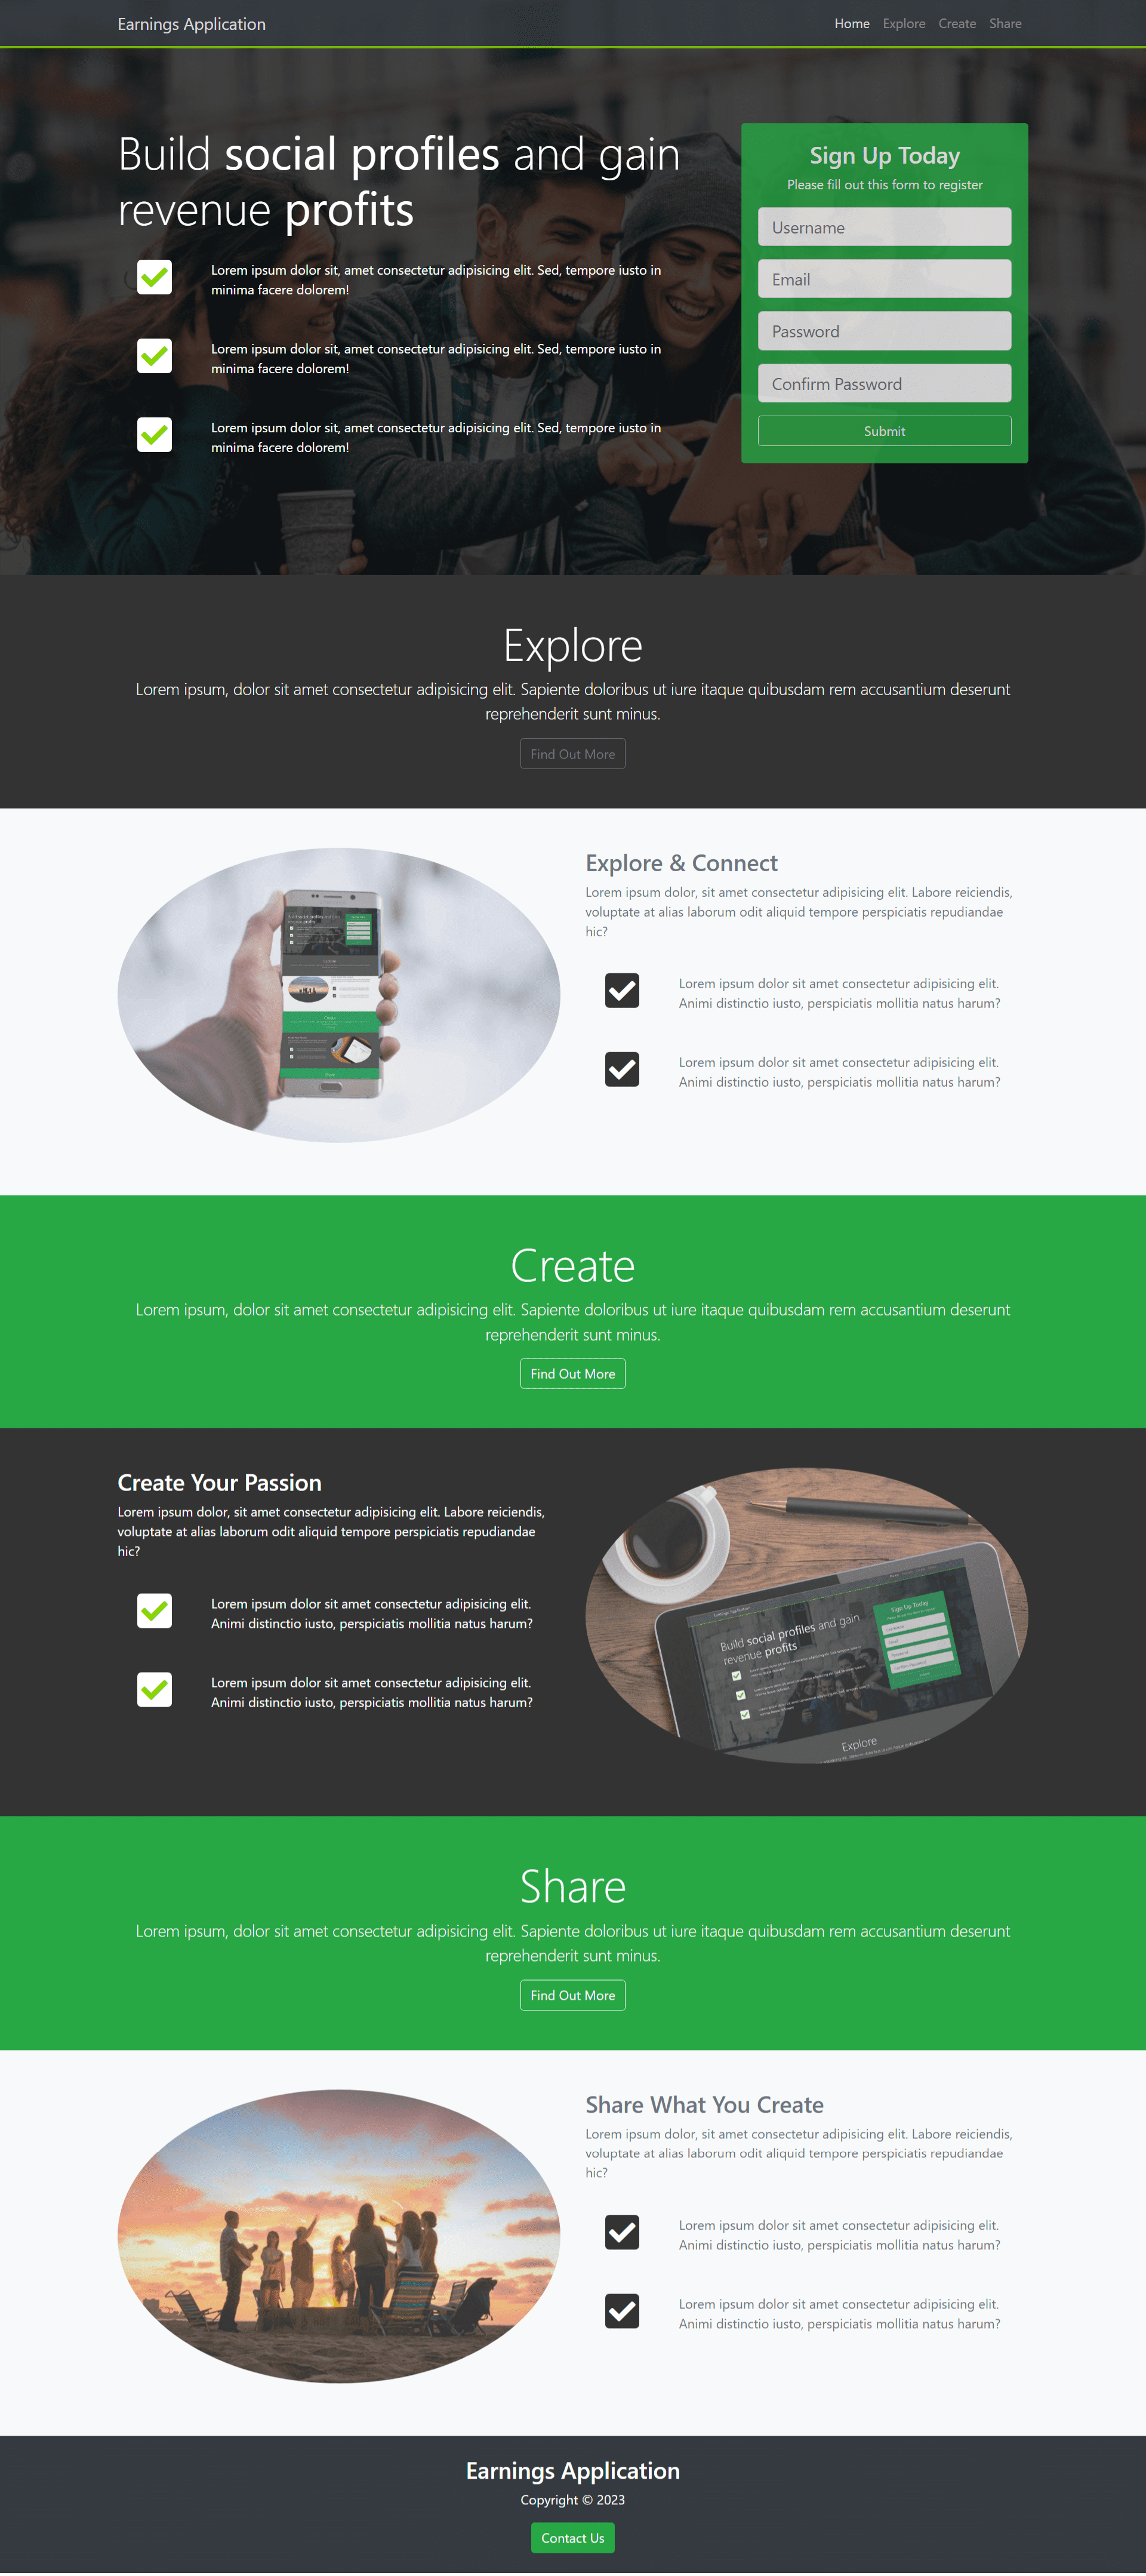 Earnings Application
Home Explore Create Share
Build social profiles and gain
revenue profits
Lorem ipsum dolor sit, amet consectetur adipisicing elit. Sed, tempore iusto in
minima facere dolorem!
Lorem ipsum dolor sit, amet consectetur adipisicing elit. Sed, tempore iusto in
minima facere dolorem!
Lorem ipsum dolor sit, amet consectetur adipisicing elit. Sed, tempore iusto in
minima facere dolorem!
Sign Up Today
Please fill out this form to register
Username
Email
Password
Confirm Password
Submit
Explore
Lorem ipsum, dolor sit amet consectetur adipisicing elit. Sapiente doloribus ut iure itaque quibusdam rem accusantium deserunt
reprehenderit sunt minus.
Find Out More
Explore & Connect
Lorem ipsum dolor, sit amet consectetur adipisicing elit. Labore reiciendis,
voluptate at alias laborum odit aliquid tempore perspiciatis repudiandae
hic?
Lorem ipsum dolor sit amet consectetur adipisicing elit.
Animi distinctio iusto, perspiciatis mollitia natus harum?
Lorem ipsum dolor sit amet consectetur adipisicing elit.
Animi distinctio iusto, perspiciatis mollitia natus harum?
Create
Lorem ipsum, dolor sit amet consectetur adipisicing elit. Sapiente doloribus ut iure itaque quibusdam rem accusantium deserunt
reprehenderit sunt minus.
Find Out More
Create Your Passion
Lorem ipsum dolor, sit amet consectetur adipisicing elit. Labore reiciendis,
voluptate at alias laborum odit aliquid tempore perspiciatis repudiandae
hic?
Lorem ipsum dolor sit amet consectetur adipisicing elit.
Animi distinctio iusto, perspiciatis mollitia natus harum?
Lorem ipsum dolor sit amet consectetur adipisicing elit.
Animi distinctio iusto, perspiciatis mollitia natus harum?
Build social profiles and gain
revenue profits
Sign Up Today
Explore
Share
Lorem ipsum, dolor sit amet consectetur adipisicing elit. Sapiente doloribus ut iure itaque quibusdam rem accusantium deserunt
reprehenderit sunt minus.
Find Out More
Share What You Create
Lorem ipsum dolor, sit amet consectetur adipisicing elit. Labore reiciendis,
voluptate at alias laborum odit aliquid tempore perspiciatis repudiandae
hic?
Lorem ipsum dolor sit amet consectetur adipisicing elit.
Animi distinctio iusto, perspiciatis mollitia natus harum?
Lorem ipsum dolor sit amet consectetur adipisicing elit.
Animi distinctio iusto, perspiciatis mollitia natus harum?
Earnings Application
Copyright © 2023
Contact Us